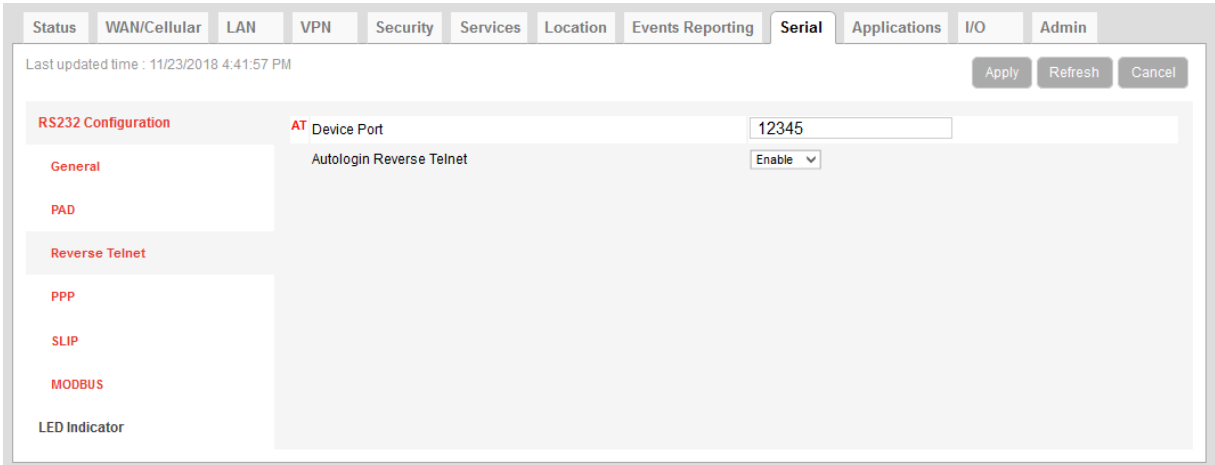 Status WAN/Cellular LAN VPN Security Services Location Events Reporting Serial Applications I/O Admin
Last updated time : 11/23/2018 4:41:57 PM
Apply Refresh Cancel
RS232 Configuration
AT Device Port 12345
Autologin Reverse Telnet Enable
General
PAD
Reverse Telnet
PPP
SLIP
MODBUS
LED Indicator